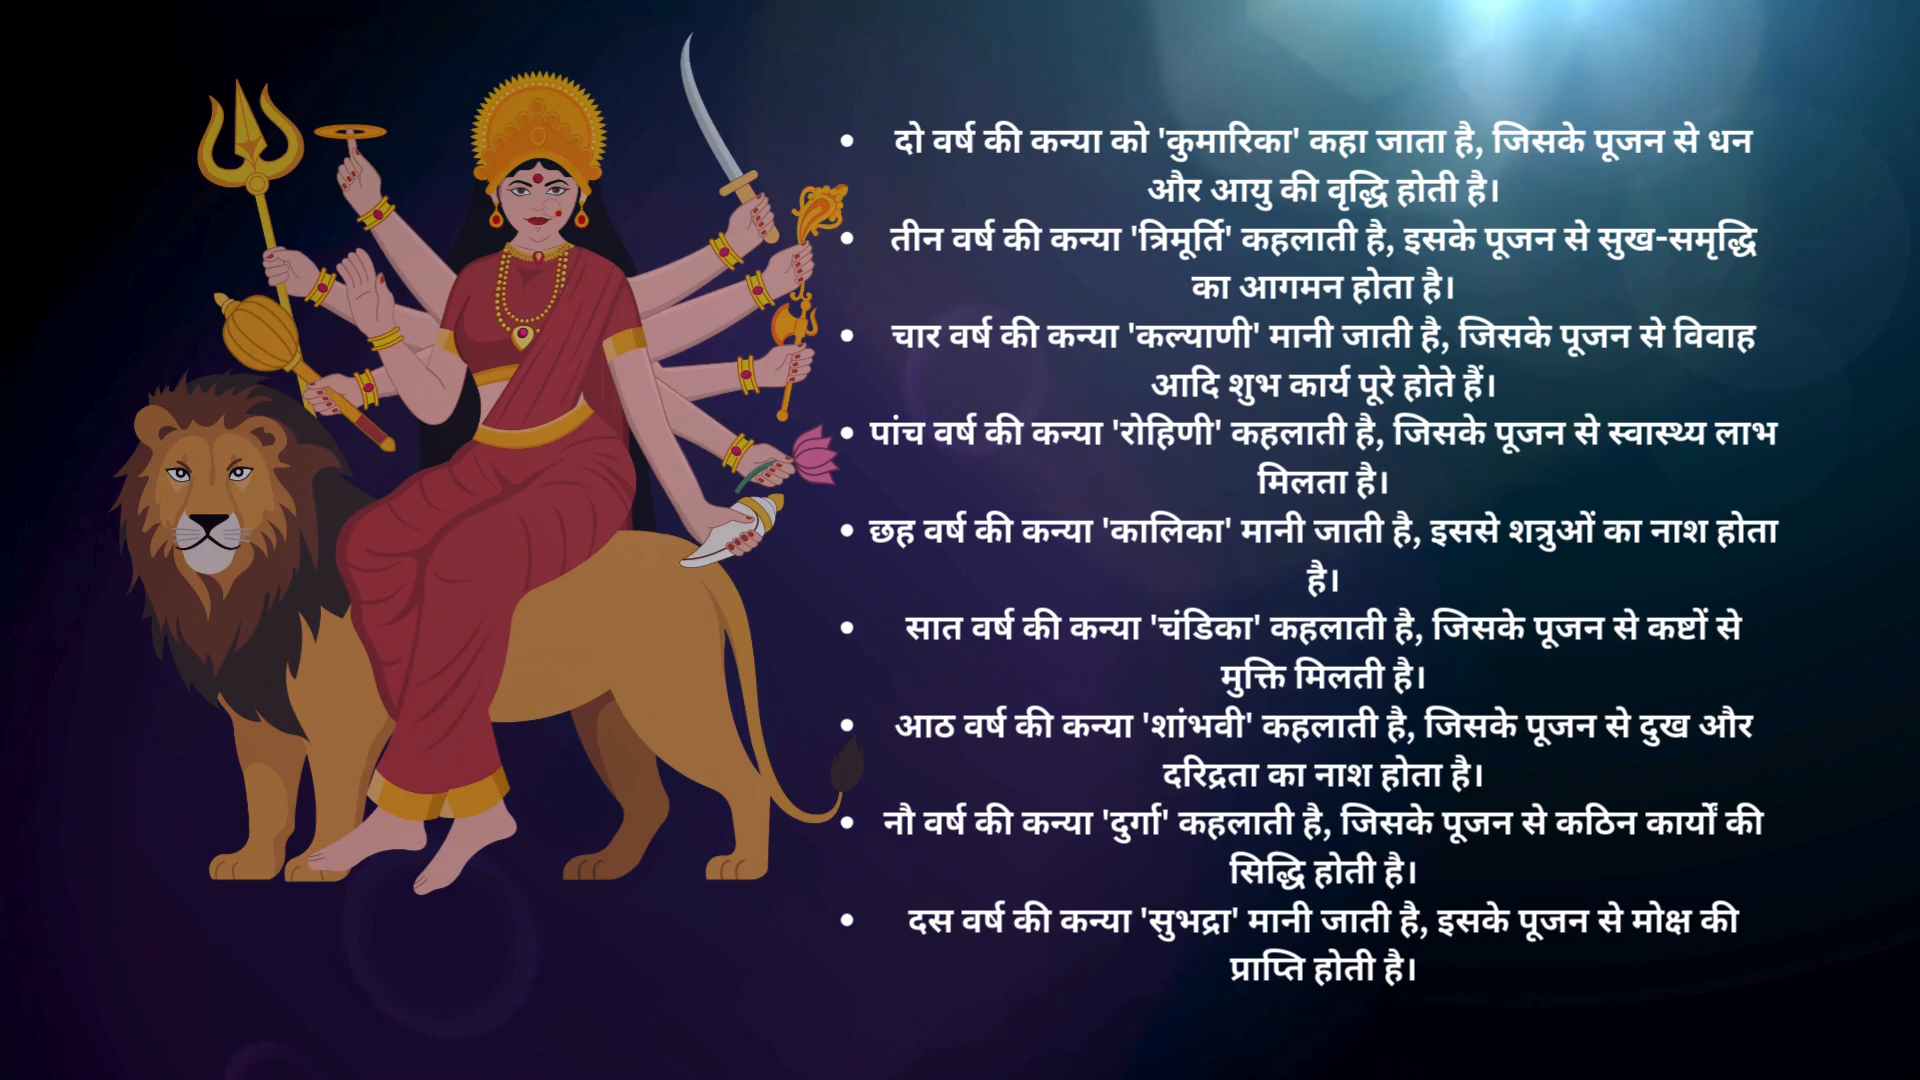 • दो वर्ष की कन्या को 'कुमारिका' कहा जाता है, जिसके पूजन से धन
और आयु की वृद्धि होती है।
• तीन वर्ष की कन्या 'त्रिमूर्ति' कहलाती है, इसके पूजन से सुख-समृद्धि
का आगमन होता है।
• चार वर्ष की कन्या 'कल्याणी' मानी जाती है, जिसके पूजन से विवाह
आदि शुभ कार्य पूरे होते हैं।
• पांच वर्ष की कन्या 'रोहिणी' कहलाती है, जिसके पूजन से स्वास्थ्य लाभ
मिलता है।
• छह वर्ष की कन्या 'कालिका' मानी जाती है, इससे शत्रुओं का नाश होता
है।
• सात वर्ष की कन्या 'चंडिका' कहलाती है, जिसके पूजन से कष्टों से
मुक्ति मिलती है।
• आठ वर्ष की कन्या 'शांभवी' कहलाती है, जिसके पूजन से दुख और
दरिद्रता का नाश होता है।
• नौ वर्ष की कन्या 'दुर्गा' कहलाती है, जिसके पूजन से कठिन कार्यों की
सिद्धि होती है।
• दस वर्ष की कन्या 'सुभद्रा' मानी जाती है, इसके पूजन से मोक्ष की
प्राप्ति होती है।